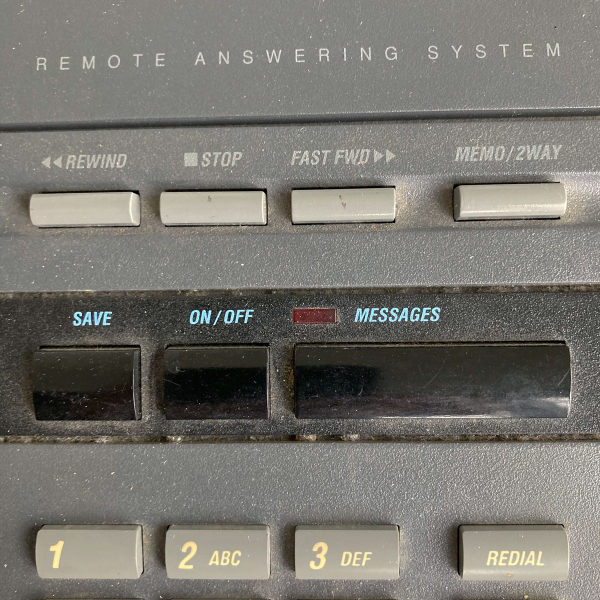 REMOTE ANSWERING SYSTEM
REWIND STOP FAST FWD MEMO/2WAY
SAVE ON/OFF MESSAGES
1 2 ABC 3 DEF REDIAL